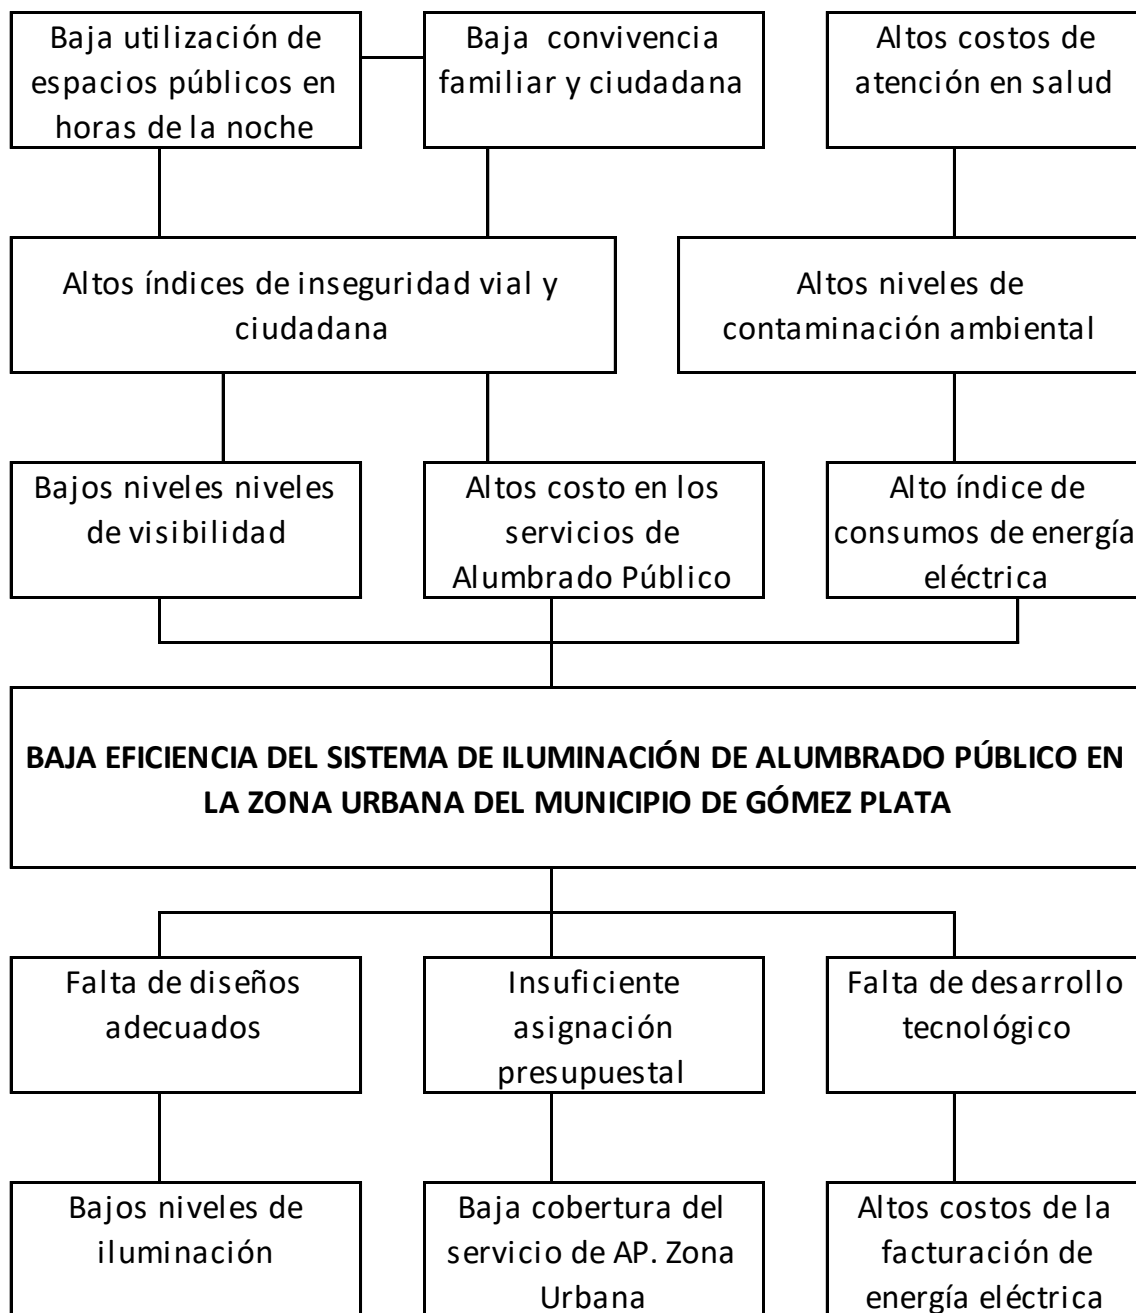 Baja utilización de
espacios públicos en
horas de la noche
Baja convivencia
familiar y ciudadana
Altos costos de
atención en salud
Altos índices de inseguridad vial y
ciudadana
Altos niveles de
contaminación ambiental
Bajos niveles niveles
de visibilidad
Altos costo en los
servicios de
Alumbrado Público
Alto índice de
consumos de energía
eléctrica
BAJA EFICIENCIA DEL SISTEMA DE ILUMINACIÓN DE ALUMBRADO PÚBLICO EN
LA ZONA URBANA DEL MUNICIPIO DE GÓMEZ PLATA
Falta de diseños
adecuados
Insuficiente
asignación
presupuestal
Falta de desarrollo
tecnológico
Bajos niveles de
iluminación
Baja cobertura del
servicio de AP. Zona
Urbana
Altos costos de la
facturación de
energía eléctrica